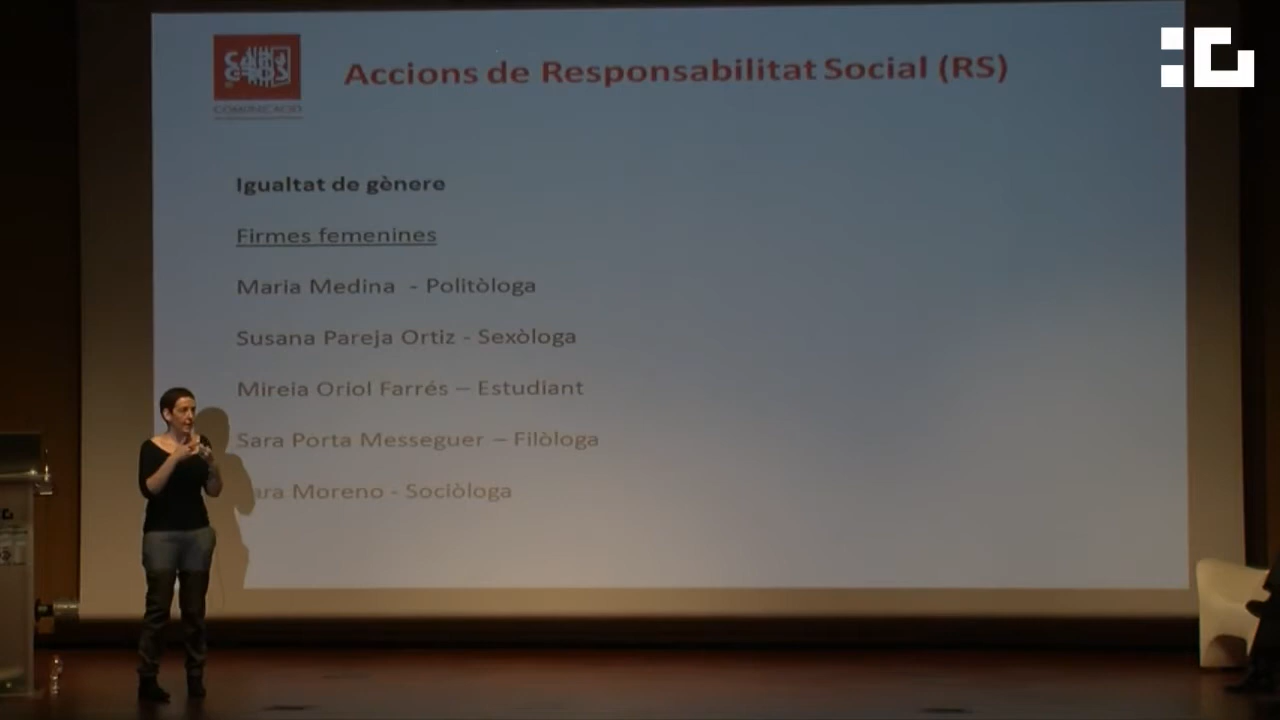 COMUNICACIÓ
Accions de Responsabilitat Social (RS)
Igualtat de gènere
Firmes femenines
Maria Medina - Politòloga
Susana Pareja Ortiz - Sexòloga
Mireia Oriol Farrés – Estudiant
Sara Porta Messeguer – Filòloga
Moreno - Sociòloga